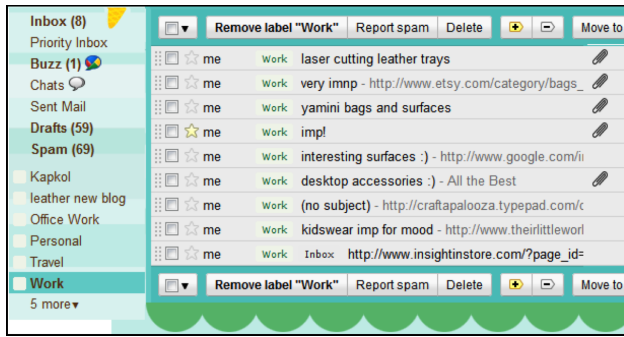 Inbox (8)
Priority Inbox
Buzz (1)
Chats
Sent Mail
Drafts (59)
Spam (69)
Kapkol
leather new blog
Office Work
Personal
Travel
Work
5 more▾
▾ Remove label "Work" Report spam Delete Move to
me Work laser cutting leather trays
me Work very imnp - http://www.etsy.com/category/bags_
me Work yamini bags and surfaces
me Work imp!
me Work interesting surfaces :) - http://www.google.com/
me Work desktop accessories :) - All the Best
me Work (no subject) - http://craftapalooza.typepad.com/
me Work kidswear imp for mood - http://www.theirlittleworl
me Work Inbox http://www.insightinstore.com/?page_id=
▾ Remove label "Work" Report spam Delete Move to